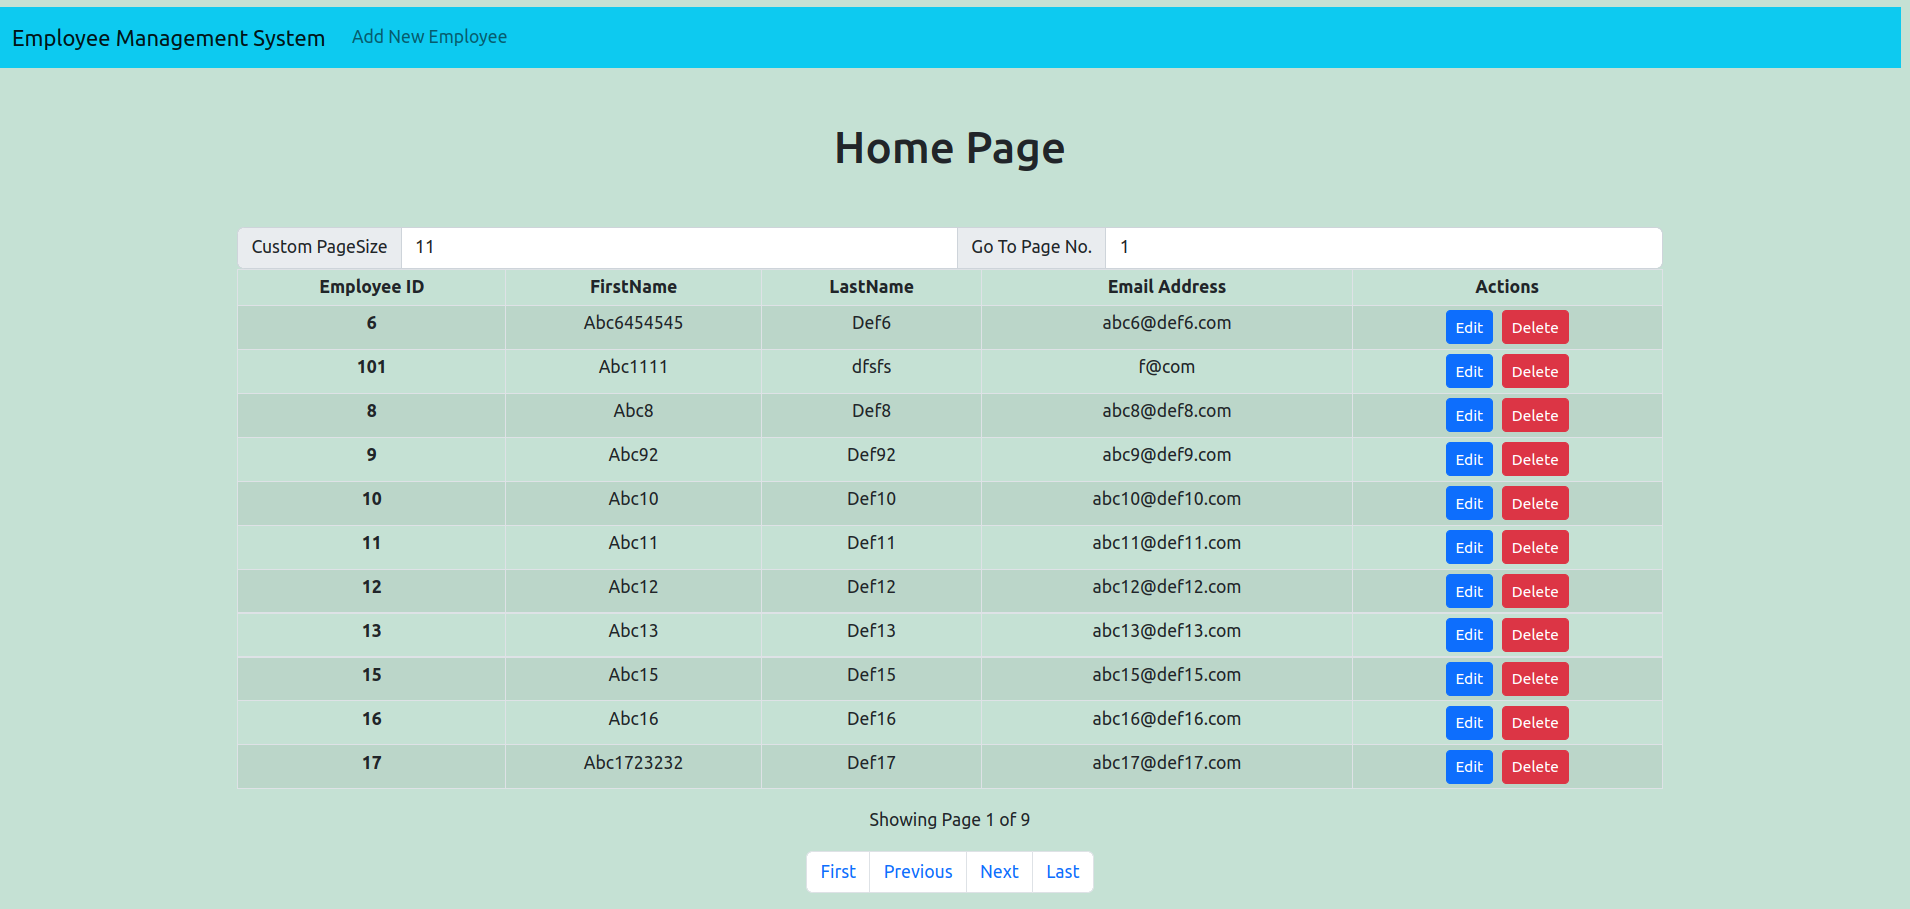 Employee Management System Add New Employee
Home Page
Custom PageSize 11 Go To Page No. 1
Employee ID FirstName LastName Email Address Actions
6 Abc6454545 Def6 abc6@def6.com Edit Delete
101 Abc1111 dfsfs f@com Edit Delete
8 Abc8 Def8 abc8@def8.com Edit Delete
9 Abc92 Def92 abc9@def9.com Edit Delete
10 Abc10 Def10 abc10@def10.com Edit Delete
11 Abc11 Def11 abc11@def11.com Edit Delete
12 Abc12 Def12 abc12@def12.com Edit Delete
13 Abc13 Def13 abc13@def13.com Edit Delete
15 Abc15 Def15 abc15@def15.com Edit Delete
16 Abc16 Def16 abc16@def16.com Edit Delete
17 Abc1723232 Def17 abc17@def17.com Edit Delete
Showing Page 1 of 9
First Previous Next Last